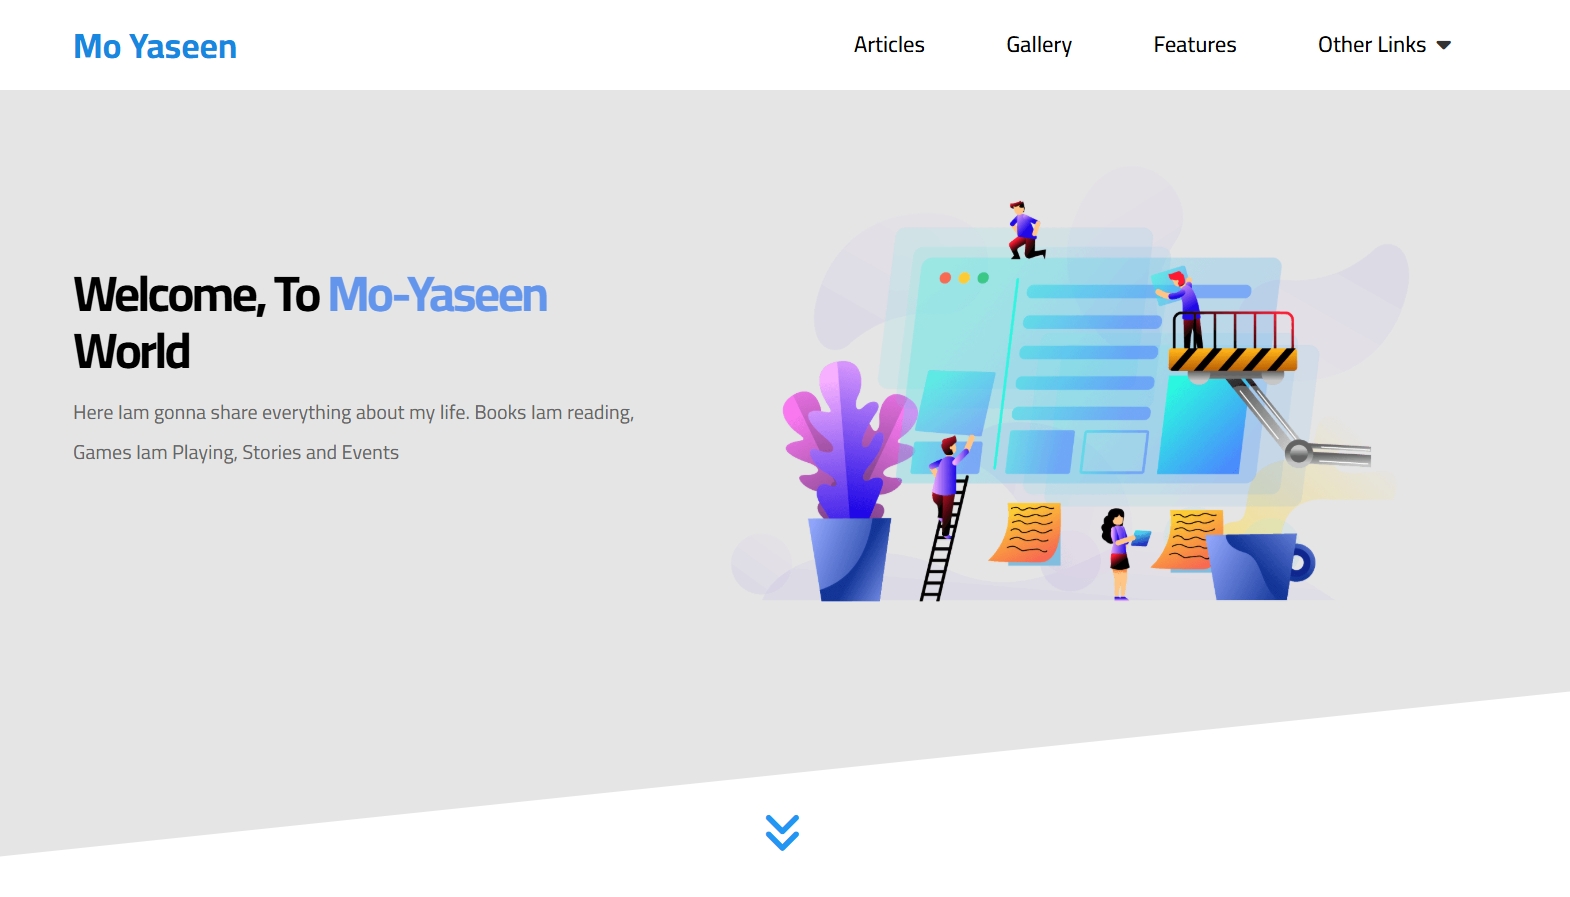 Mo Yaseen
Articles
Gallery
Features
Other Links
Welcome, To Mo-Yaseen
World
Here Iam gonna share everything about my life. Books Iam reading,
Games Iam Playing, Stories and Events